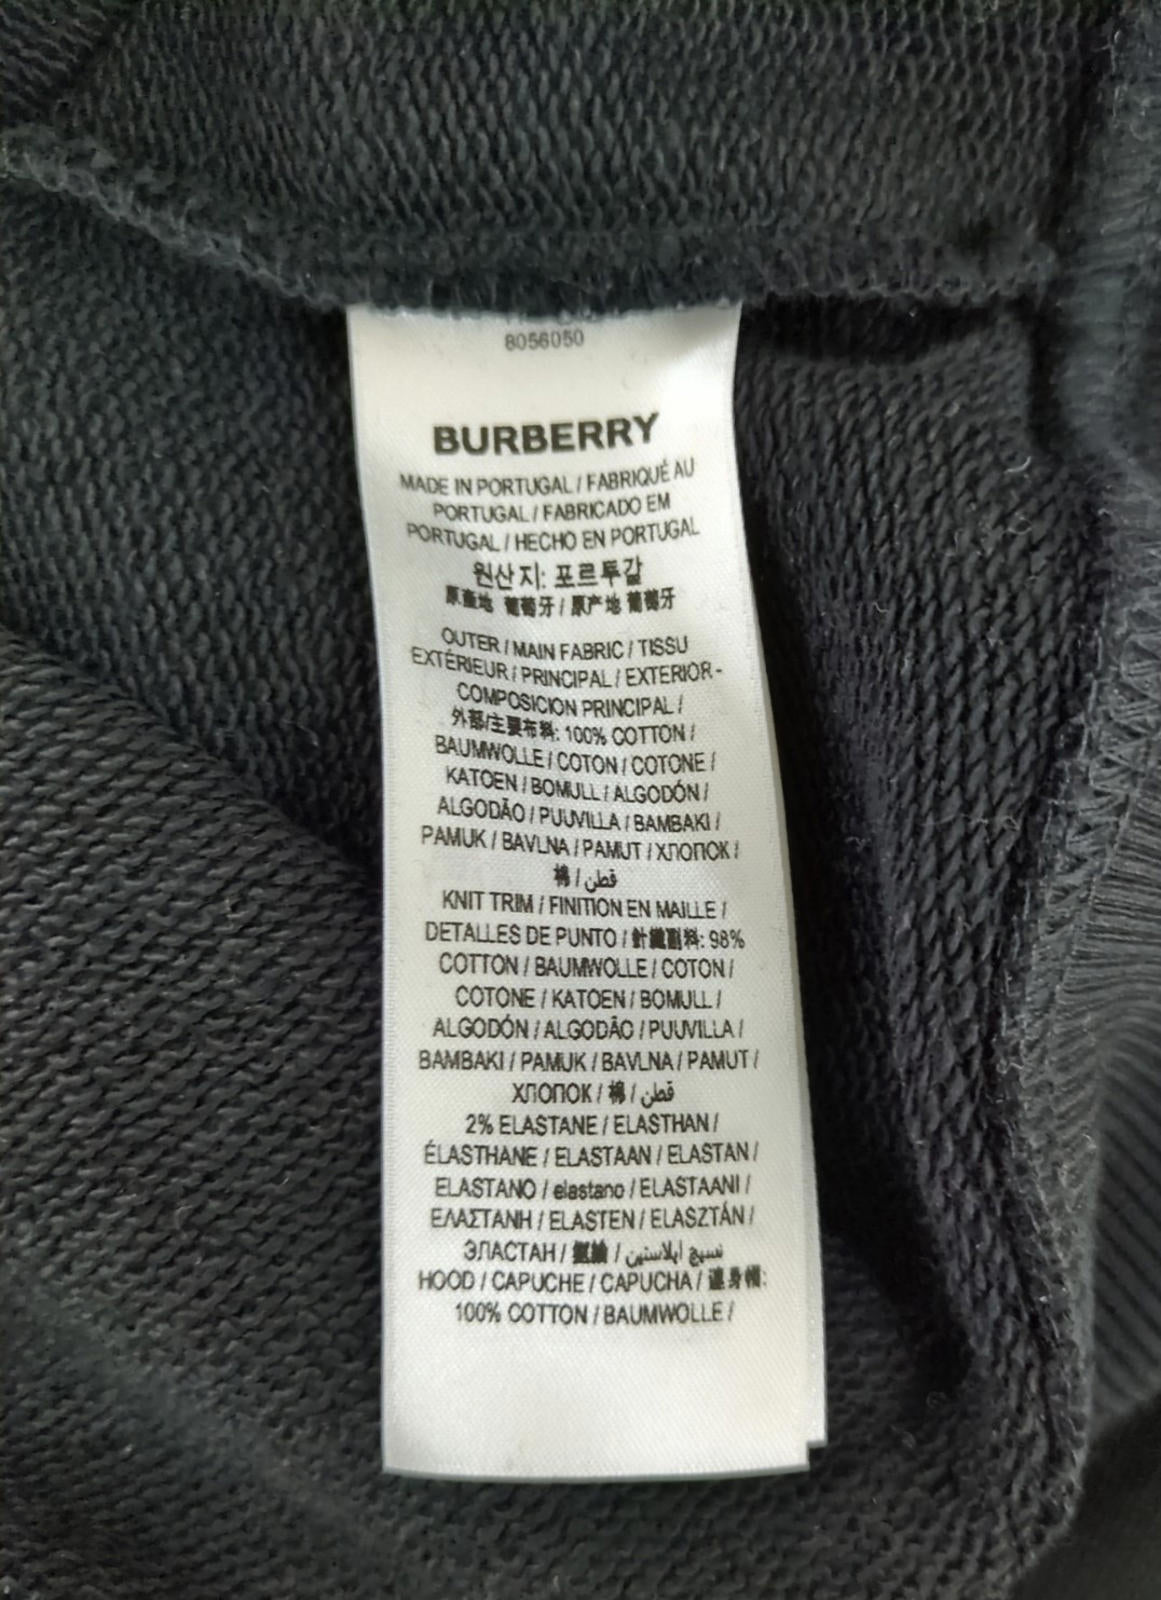 8056050
BURBERRY
MADE IN PORTUGAL / FABRIQUÉ AU
PORTUGAL / FABRICADO EM
PORTUGAL / HECHO EN PORTUGAL
원산지: 포르투갈
原產地 葡萄牙 / 原产地 葡萄牙
OUTER / MAIN FABRIC / TISSU
EXTÉRIEUR / PRINCIPAL / EXTERIOR -
COMPOSICION PRINCIPAL /
外部/主要布料: 100% COTTON /
BAUMWOLLE / COTON / COTONE /
KATOEN / BOMULL / ALGODÓN /
ALGODÃO / PUUVILLA / BAMBAKI /
PAMUK / BAVLNA / PAMUT / ХЛОПОК /
棉 / قطن
KNIT TRIM / FINITION EN MAILLE /
DETALLES DE PUNTO / 針織副料: 98%
COTTON / BAUMWOLLE / COTON /
COTONE / KATOEN / BOMULL /
ALGODÓN / ALGODÃO / PUUVILLA /
BAMBAKI / PAMUK / BAVLNA / PAMUT /
ХЛОПОК / 棉 / قطن
2% ELASTANE / ELASTHAN /
ÉLASTHANE / ELASTAAN / ELASTAN /
ELASTANO / elastano / ELASTAANI /
ΕΛΑΣΤΑΝΗ / ELASTEN / ELASZTÁN /
ЭЛАСТАН / / نسيج ايلاستين
HOOD / CAPUCHE / CAPUCHA / 連身帽:
100% COTTON / BAUMWOLLE /